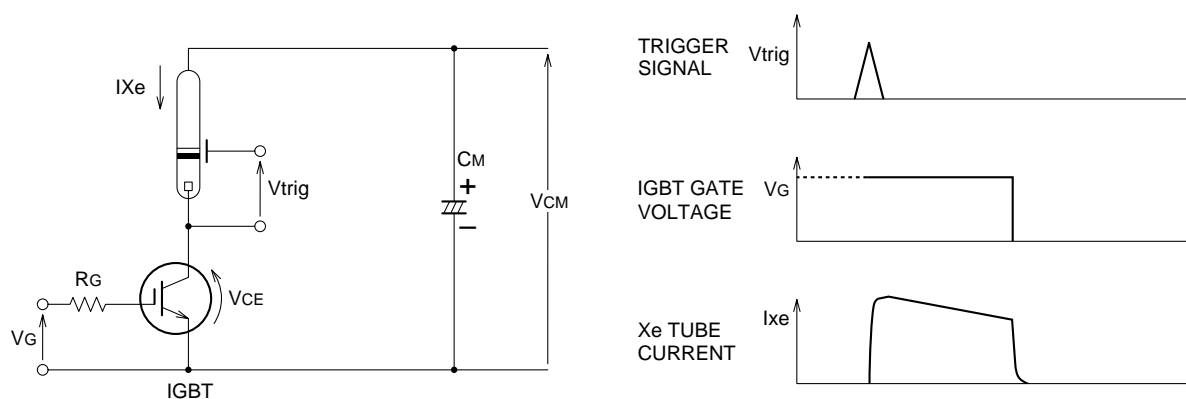 IXe
Vtrig
CM
+
−
VCM
RG
VCE
VG
IGBT
TRIGGER
SIGNAL
Vtrig
IGBT GATE
VOLTAGE
VG
Xe TUBE
CURRENT
Ixe